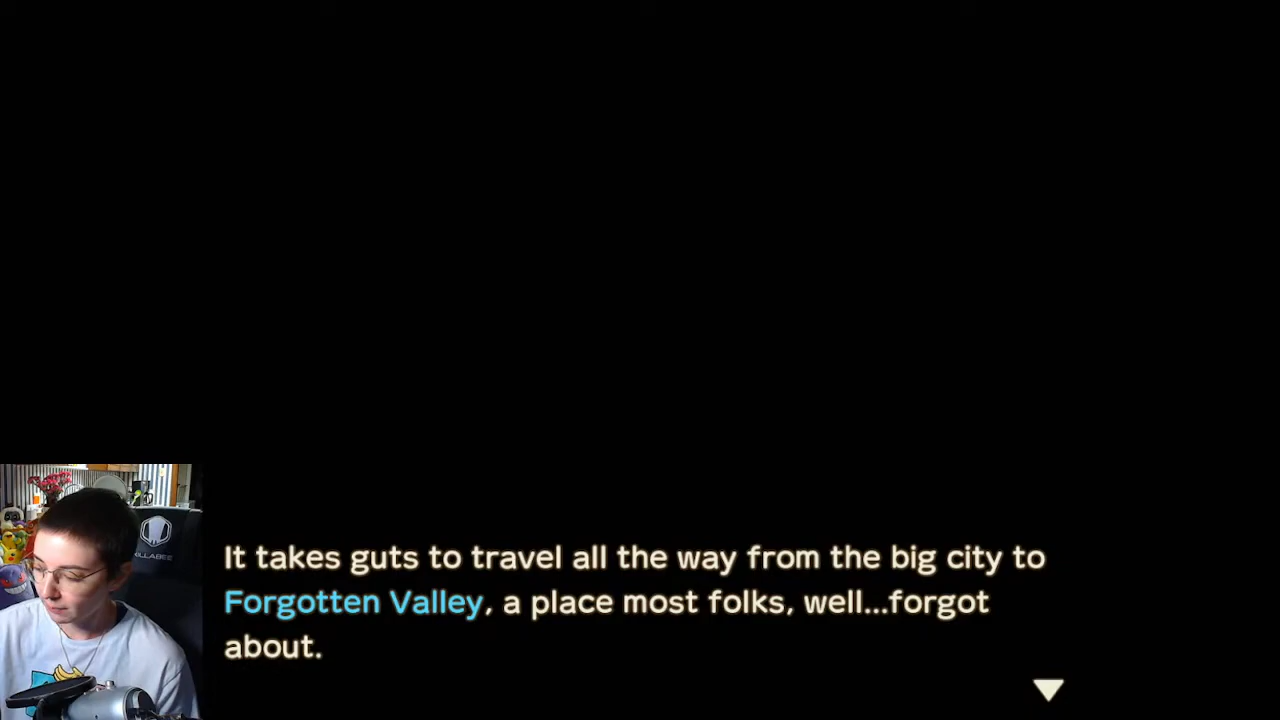 KILLABEE
It takes guts to travel all the way from the big city to
Forgotten Valley, a place most folks, well...forgot
about.